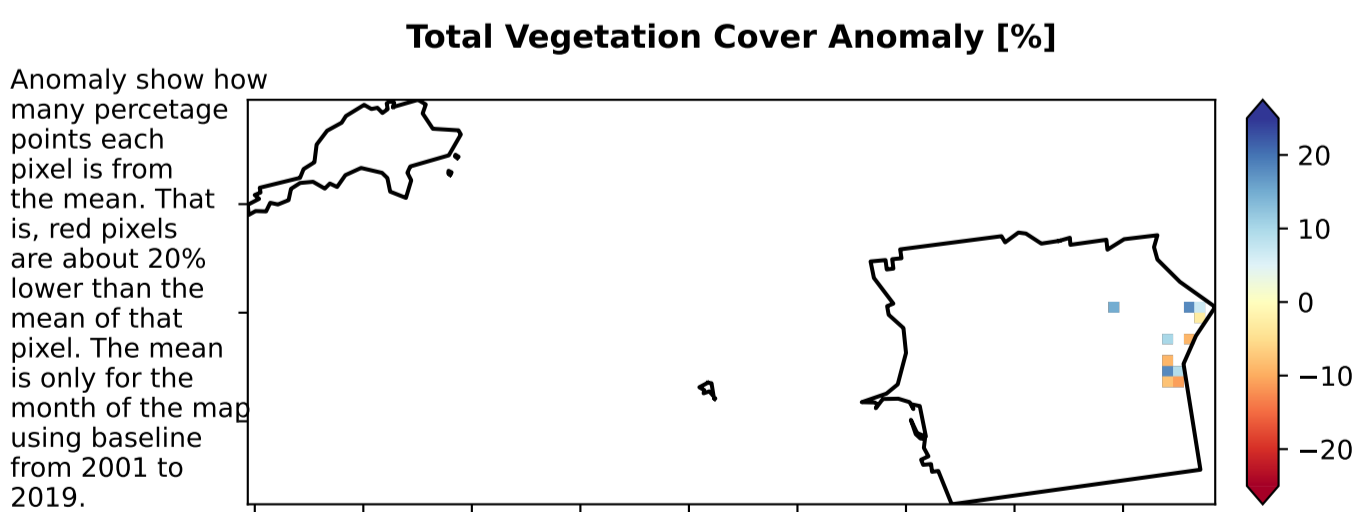 Total Vegetation Cover Anomaly [%]
Anomaly show how
many percetage
points each
pixel is from
the mean. That
is, red pixels
are about 20%
lower than the
mean of that
pixel. The mean
is only for the
month of the map
using baseline
from 2001 to
2019.
20
10
0
−10
−20